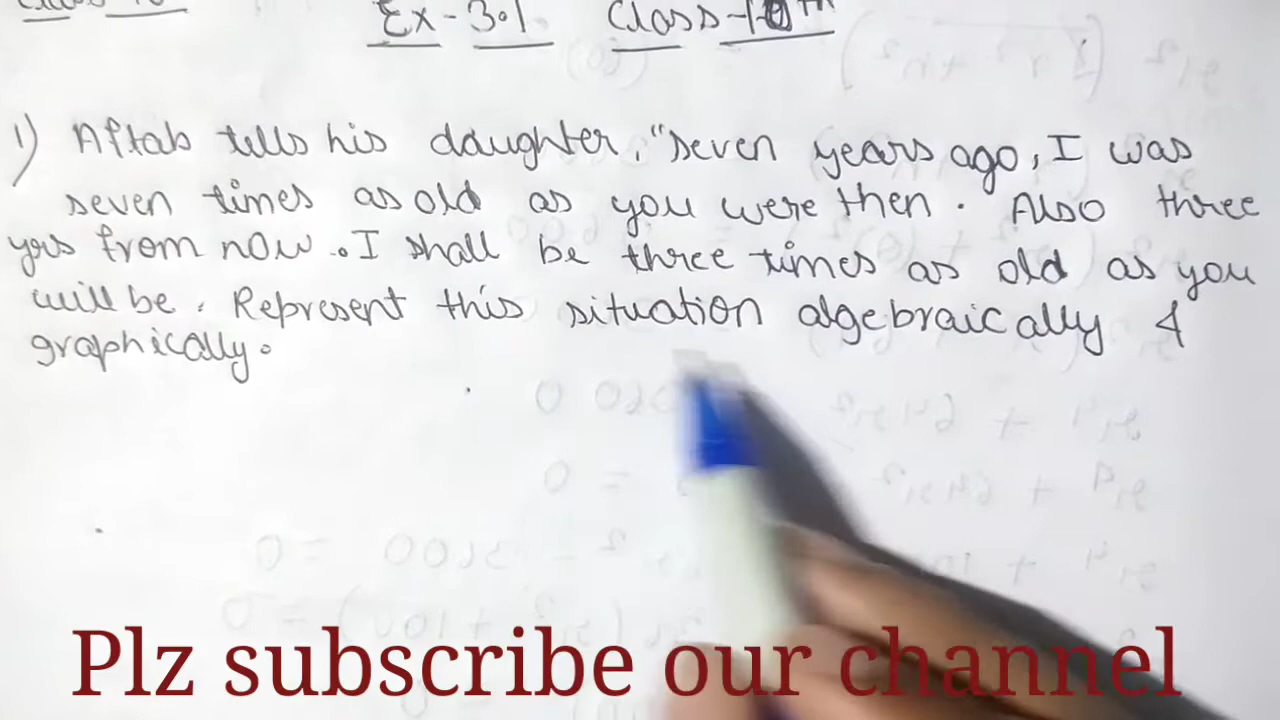 Ex-3.1 Class-10th
1) Aftab tells his daughter, "seven years ago, I was
seven times as old as you were then. Also three
yrs from now. I shall be three times as old as you
will be. Represent this situation algebraically &
graphically.
Plz subscribe our channel